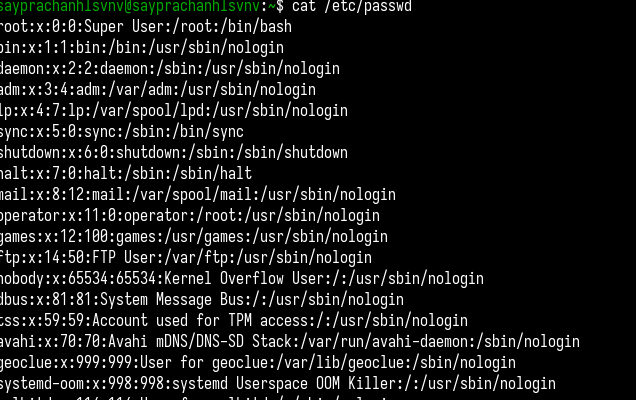 sayprachanhlsvnv@sayprachanhlsvnv:~$ cat /etc/passwd
root:x:0:0:Super User:/root:/bin/bash
bin:x:1:1:bin:/bin:/usr/sbin/nologin
daemon:x:2:2:daemon:/sbin:/usr/sbin/nologin
adm:x:3:4:adm:/var/adm:/usr/sbin/nologin
lp:x:4:7:lp:/var/spool/lpd:/usr/sbin/nologin
sync:x:5:0:sync:/sbin:/bin/sync
shutdown:x:6:0:shutdown:/sbin:/sbin/shutdown
halt:x:7:0:halt:/sbin:/sbin/halt
mail:x:8:12:mail:/var/spool/mail:/usr/sbin/nologin
operator:x:11:0:operator:/root:/usr/sbin/nologin
games:x:12:100:games:/usr/games:/usr/sbin/nologin
ftp:x:14:50:FTP User:/var/ftp:/usr/sbin/nologin
nobody:x:65534:65534:Kernel Overflow User:/:/usr/sbin/nologin
dbus:x:81:81:System Message Bus:/:/usr/sbin/nologin
tss:x:59:59:Account used for TPM access:/:/usr/sbin/nologin
avahi:x:70:70:Avahi mDNS/DNS-SD Stack:/var/run/avahi-daemon:/sbin/nologin
geoclue:x:999:999:User for geoclue:/var/lib/geoclue:/sbin/nologin
systemd-oom:x:998:998:systemd Userspace OOM Killer:/:/usr/sbin/nologin